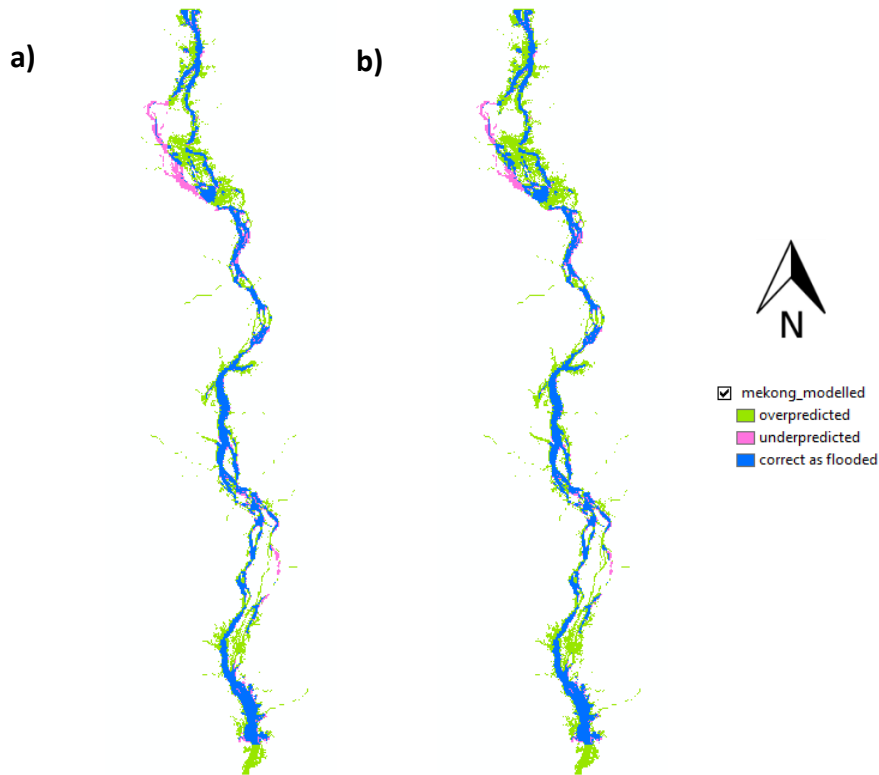 a)
b)
N
mekong_modelled
overpredicted
underpredicted
correct as flooded